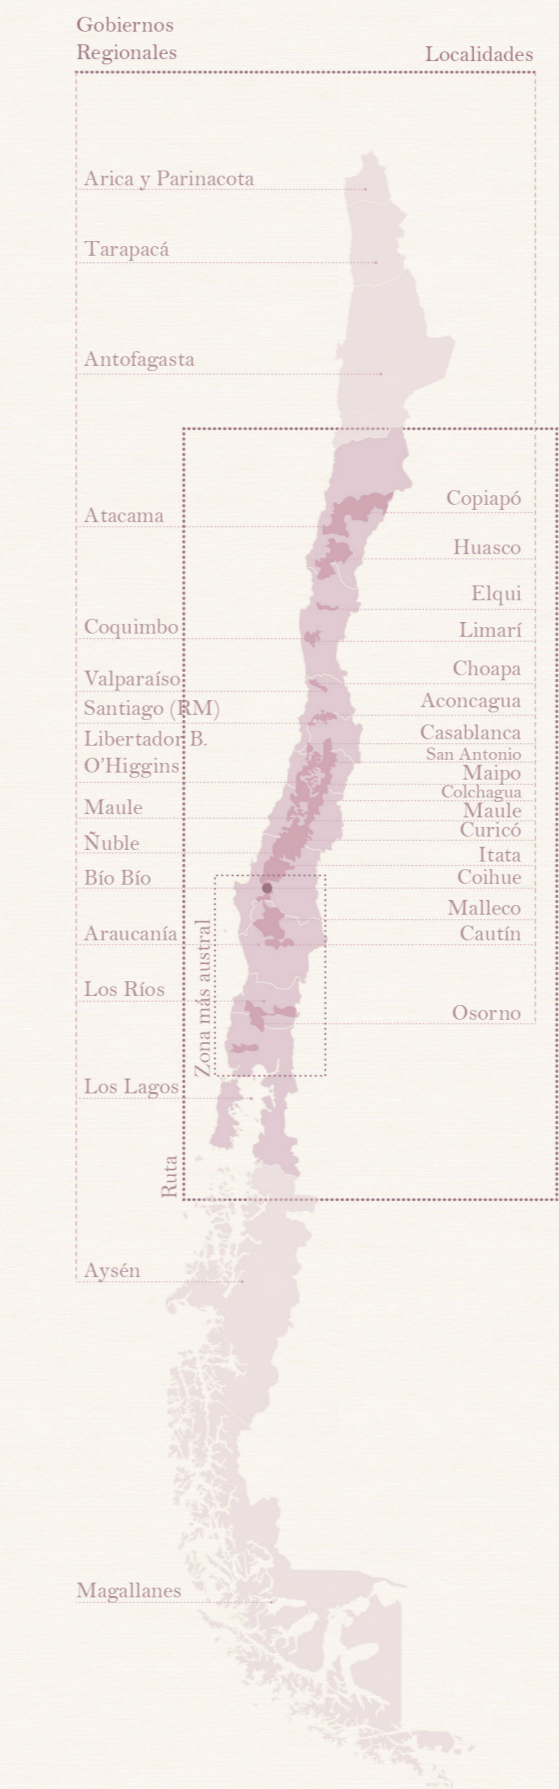 Gobiernos
Regionales
Localidades
Arica y Parinacota
Tarapacá
Antofagasta
Atacama
Coquimbo
Valparaíso
Santiago (RM)
Libertador B.
O'Higgins
Maule
Ñuble
Bío Bío
Araucanía
Los Ríos
Los Lagos
Aysén
Magallanes
Copiapó
Huasco
Elqui
Limarí
Choapa
Aconcagua
Casablanca
San Antonio
Maipo
Colchagua
Maule
Curicó
Itata
Coihue
Malleco
Cautín
Osorno
Zona más austral
Ruta